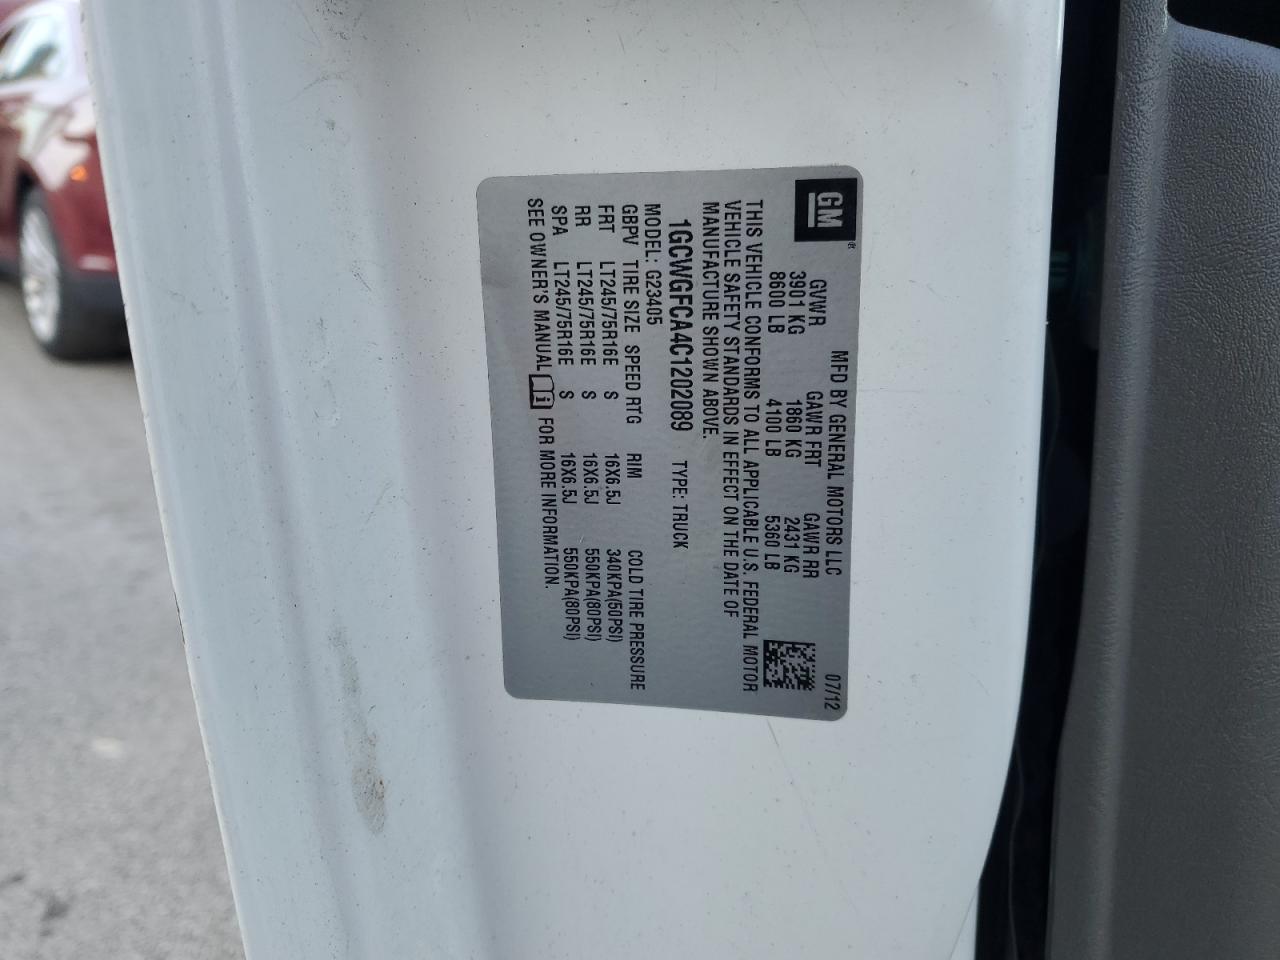 GM®
MFD BY GENERAL MOTORS LLC 07/12
GVWR GAWR FRT GAWR RR
3901 KG 1860 KG 2431 KG
8600 LB 4100 LB 5360 LB
THIS VEHICLE CONFORMS TO ALL APPLICABLE U.S. FEDERAL MOTOR
VEHICLE SAFETY STANDARDS IN EFFECT ON THE DATE OF
MANUFACTURE SHOWN ABOVE.
1GCWGFCA4C1202089 TYPE: TRUCK
MODEL: G23405
GBPV TIRE SIZE SPEED RTG RIM COLD TIRE PRESSURE
FRT LT245/75R16E S 16X6.5J 340KPA(50PSI)
RR LT245/75R16E S 16X6.5J 550KPA(80PSI)
SPA LT245/75R16E S 16X6.5J 550KPA(80PSI)
SEE OWNER'S MANUAL i FOR MORE INFORMATION.